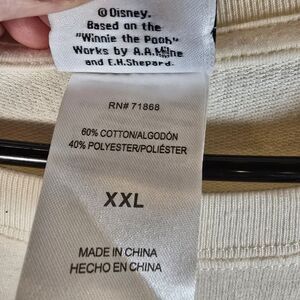 ©Disney.
Based on the
"Winnie the Pooh"
Works by A.A.Milne
and E.H.Shepard.
RN# 71868
60% COTTON/ALGODÓN
40% POLYESTER/POLIÉSTER
XXL
MADE IN CHINA
HECHO EN CHINA